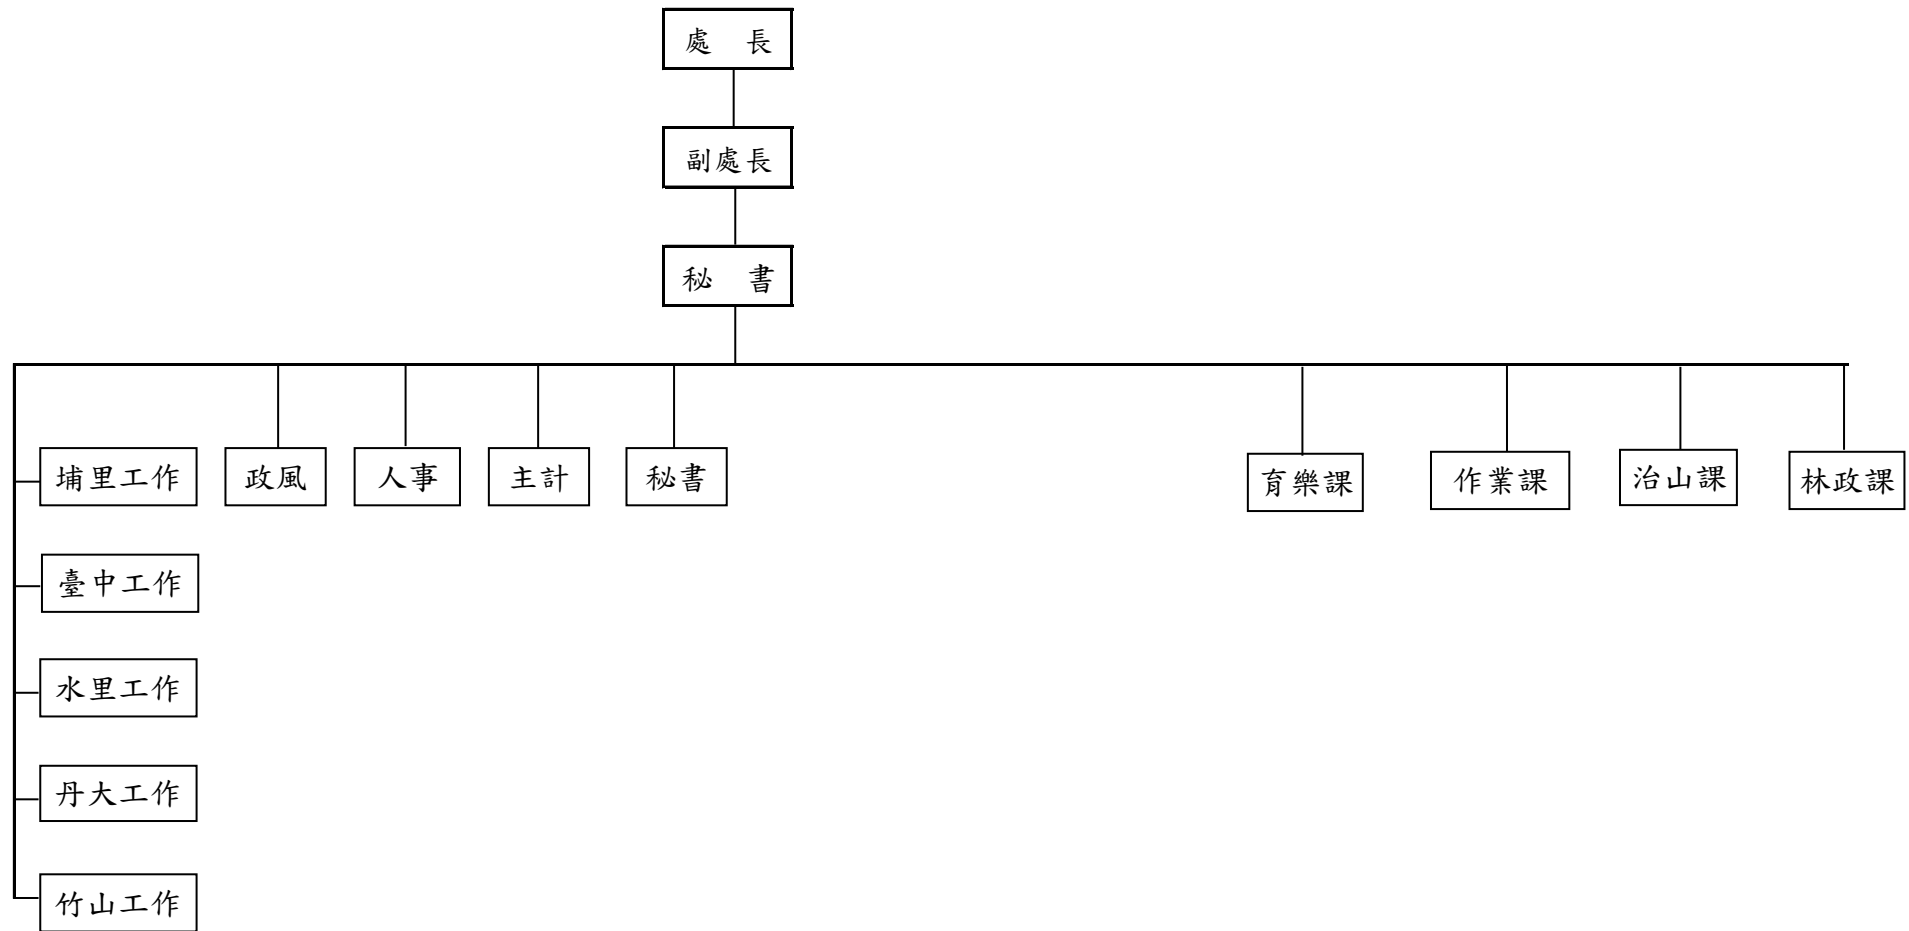 處　長
副處長
秘　書
埔里工作
政風
人事
主計
秘書
育樂課
作業課
治山課
林政課
臺中工作
水里工作
丹大工作
竹山工作